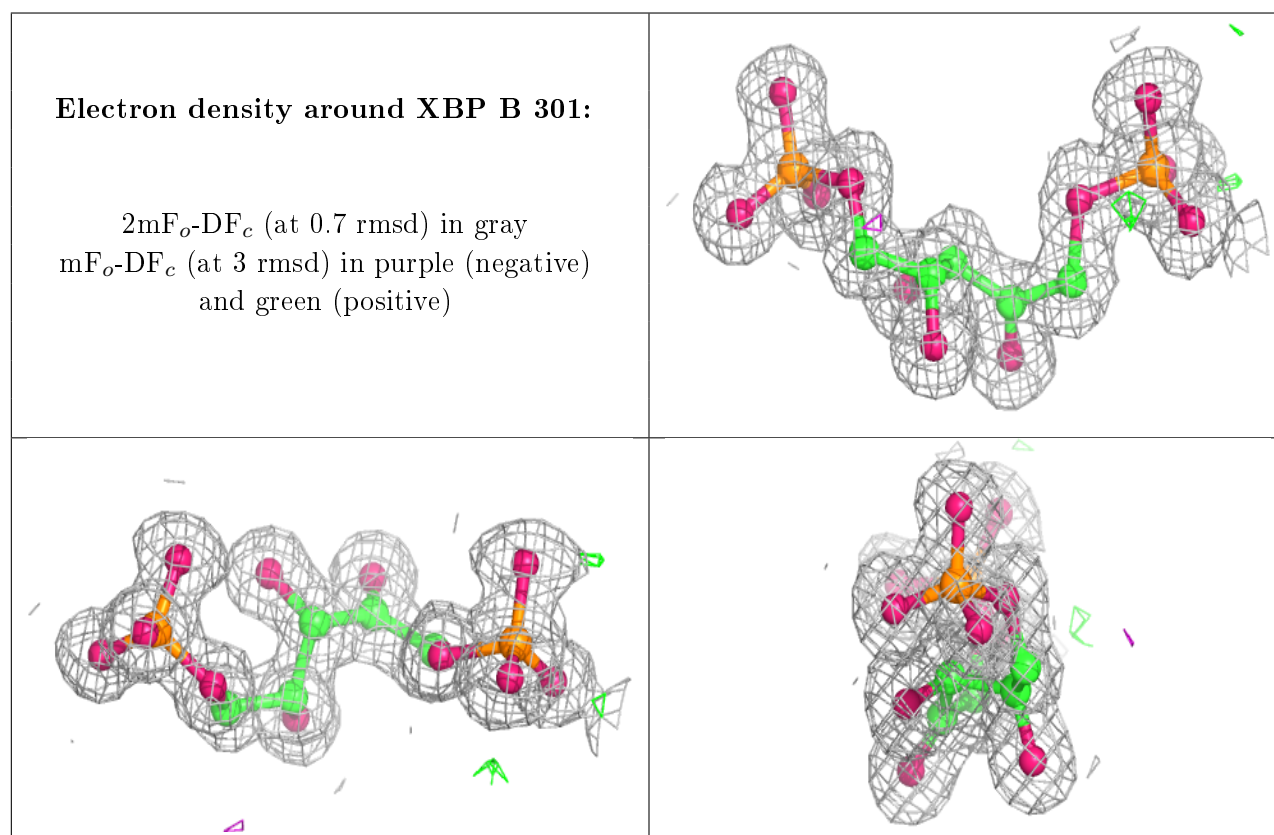 Electron density around XBP B 301:
2mFo-DFc (at 0.7 rmsd) in gray
mFo-DFc (at 3 rmsd) in purple (negative)
and green (positive)